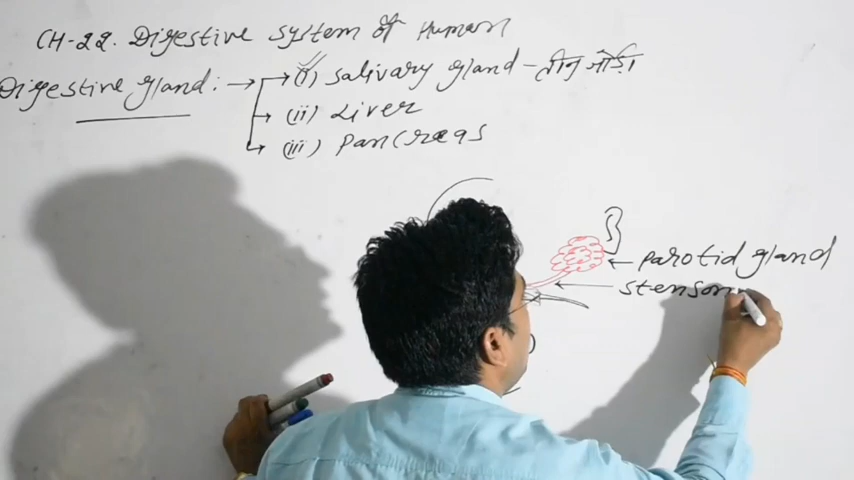 CH-22. Digestive System of Human
Digestive gland: → (i) Salivary gland - तीन जोड़ा
(ii) Liver
(iii) Pancreas
Parotid gland
Stenson